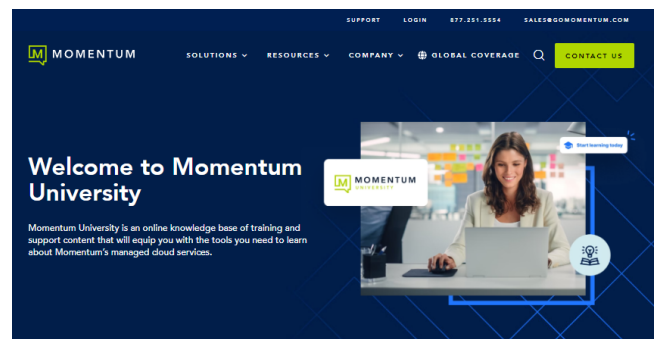 SUPPORT LOGIN 877.251.5554 SALES@GOMOMENTUM.COM
MOMENTUM SOLUTIONS RESOURCES COMPANY GLOBAL COVERAGE CONTACT US
Start learning today
Welcome to Momentum
University
MOMENTUM
UNIVERSITY
Momentum University is an online knowledge base of training and
support content that will equip you with the tools you need to learn
about Momentum's managed cloud services.